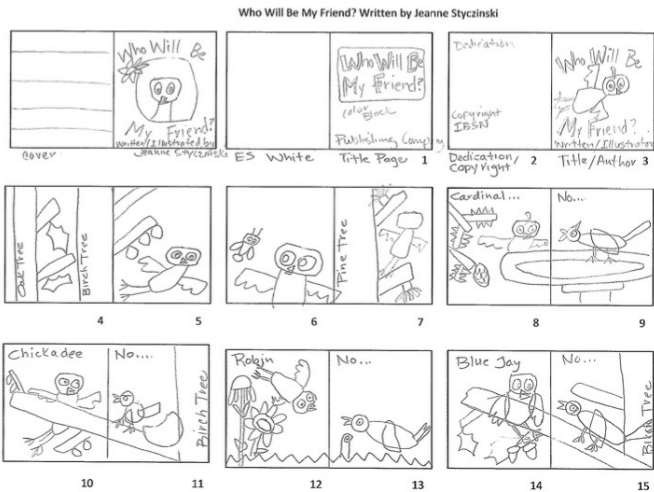 Who Will Be My Friend? Written by Jeanne Styczinski
Who Will Be
My Friend?
Written/Illustrated by
Jeanne Styczinski
cover
Who Will Be
My Friend?
color
Block
Publishing Company
ES White
Title Page
1
Dedication
Copyright
IBSN
Dedication/
Copyright
2
Who Will Be
My Friend?
Written/Illustrator
Title/Author
3
Oak Tree
Birch Tree
4
5
6
Pine Tree
7
Cardinal...
8
No...
9
Chickadee
10
No....
Birch Tree
11
Robin
12
No...
13
Blue Jay
14
No...
Birch Tree
15